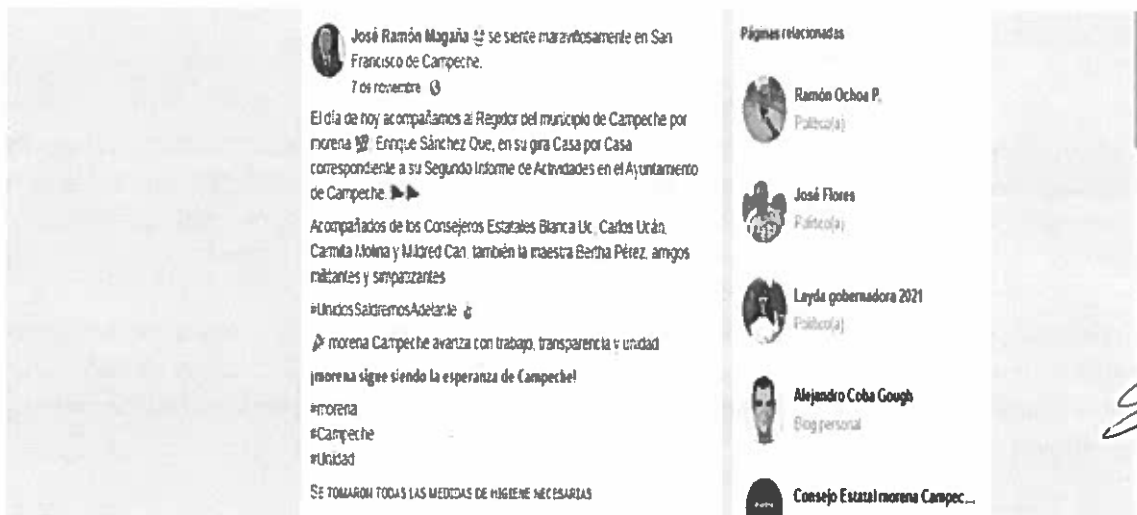 José Ramón Magaña se siente maravillosamente en San
Francisco de Campeche.
7 de noviembre
El día de hoy acompañamos al Regidor del municipio de Campeche por
morena, Enrique Sánchez Que, en su gira Casa por Casa
correspondiente a su Segundo Informe de Actividades en el Ayuntamiento
de Campeche.
Acompañados de los Consejeros Estatales Blanca Uc, Carlos Ucán,
Carmita Molina y Mildred Can, también la maestra Bertha Pérez, amigos
militantes y simpatizantes
#UnidosSaldremosAdelante
morena Campeche avanza con trabajo, transparencia y unidad
¡morena sigue siendo la esperanza de Campeche!
#morena
#Campeche
#Unidad
SE TOMARON TODAS LAS MEDIDAS DE HIGIENE NECESARIAS
Páginas relacionadas
Ramón Ochoa P.
Político(a)
José Flores
Político(a)
Layda gobernadora 2021
Político(a)
Alejandro Coba Gough
Blog personal
Consejo Estatal morena Campec...